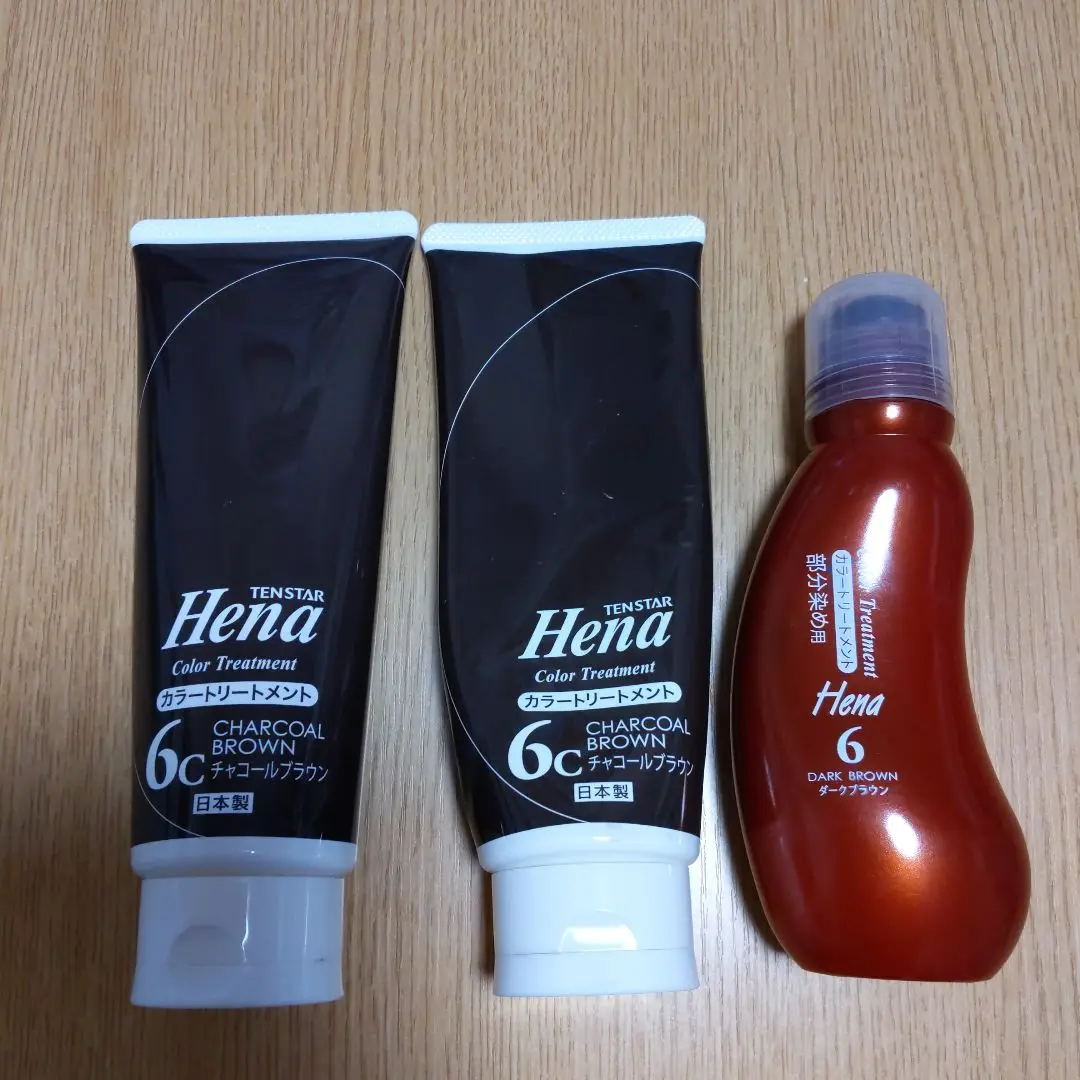 TENSTAR
Hena
Color Treatment
カラートリートメント
6C CHARCOAL
BROWN
チャコールブラウン
日本製
TENSTAR
Hena
Color Treatment
カラートリートメント
6C CHARCOAL
BROWN
チャコールブラウン
日本製
Treatment
カラートリートメント
部分染め用
Hena
6
DARK BROWN
ダークブラウン